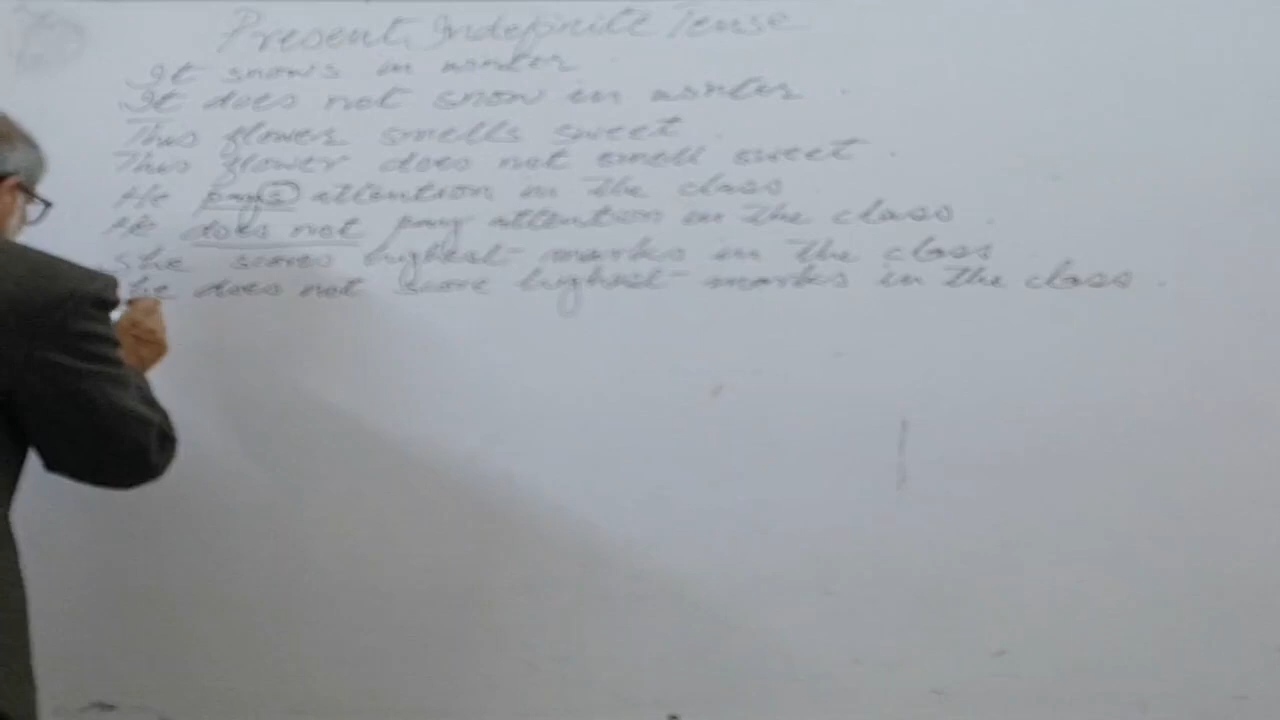 Present Indefinite Tense
It snows in winter
It does not snow in winter.
This flower smells sweet.
This flower does not smell sweet.
He pays attention in the class
He does not pay attention in the class.
She scores highest marks in the class
She does not score highest marks in the class.